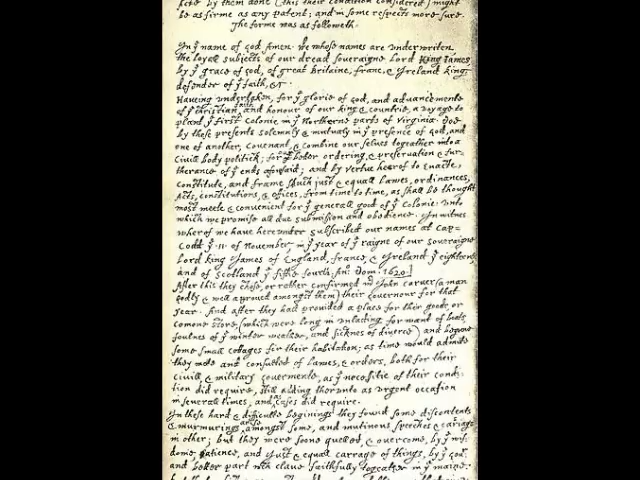 Acts by them done (this their condition considered) might
be as firme as any patent; and in some respects more sure.
The forme was as followeth.
In yͤ name of god Amen. we whose names are underwriten,
the loyall subjects of our dread soveraigne Lord King James
by yͤ grace of god, of great Britaine, franc, & Ireland king,
defender of yͤ faith, &c.
Haveing undertaken, for yͤ glorie of god, and advancemente
of yͤ christian faith and honour of our king & countrie, a voyage to
plant yͤ first colonie in yͤ Northerne parts of Virginia. Doe
by these presents solemnly & mutualy in yͤ presence of god, and
one of another, covenant, & combine our selves togeather into a
Civill body politick; for our better ordering, & preservation & fur-
therance of yͤ ends aforsaid; and by vertue hearof to enacte,
constitute, and frame such just & equall Lawes, ordinances,
Acts, constitutions, & offices, from time to time, as shall be thought
most meete & convenient for yͤ generall good of yͤ Colonie: unto
which we promise all due submission and obedience. In witnes
wherof we have hereunder subscribed our names at Cap-
Codd yͤ .11. of November, in yͤ year of yͤ raigne of our soveraigne
Lord king James of England, franc, & Ireland yͤ eighteenth
and of Scotland yͤ fiftie fourth. Ano: Dom. 1620.]
After this they chose, or rather confirmed mr John carver (a man
godly & well aproved amongst them) their governour for that
year. And after they had provided a place for their goods, or
comone store, (which were long in unlading for want of boats,
foulnes of yͤ winter weather, and sicknes of diverce) and begune
some small cottages for their habitation; as time would admite
they mette and consulted of lawes, & orders, both for their
civill, & military govermente, as yͤ necessitie of their condi-
tion did require, still adding therunto as urgent occasion
in severall times, and as cases did require.
In these hard & difficulte beginings they found some discontents
& murmurings arise amongst some, and mutinous speeches & cariags
in other; but they were soone quelled, & overcome, by yͤ wis-
dome, patience, and just & equall carrage of things, by yͤ govr
and better part wch clave faithfully togeather in yͤ maine.